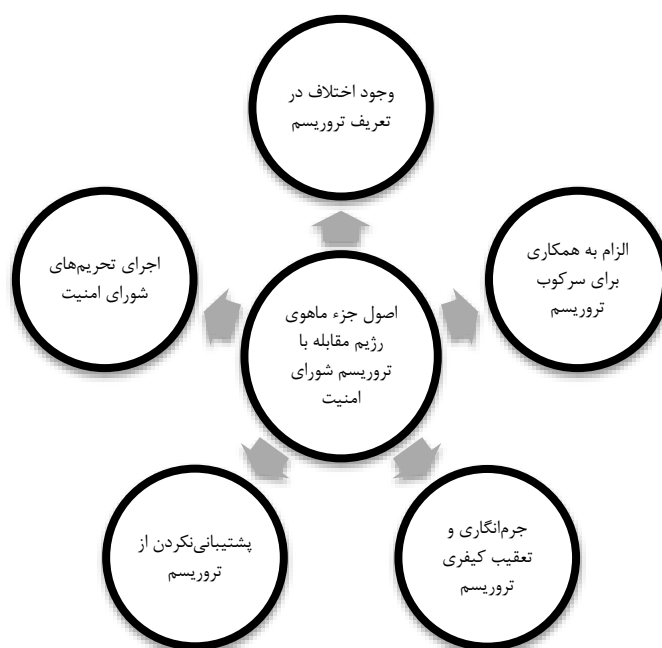 وجود اختلاف در
تعریف تروریسم
الزام به همکاری
برای سرکوب
تروریسم
اجرای تحریم‌های
شورای امنیت
اصول جزء ماهوی
رژیم مقابله با
تروریسم شورای
امنیت
جرم‌انگاری و
تعقیب کیفری
تروریسم
پشتیبانی‌نکردن از
تروریسم